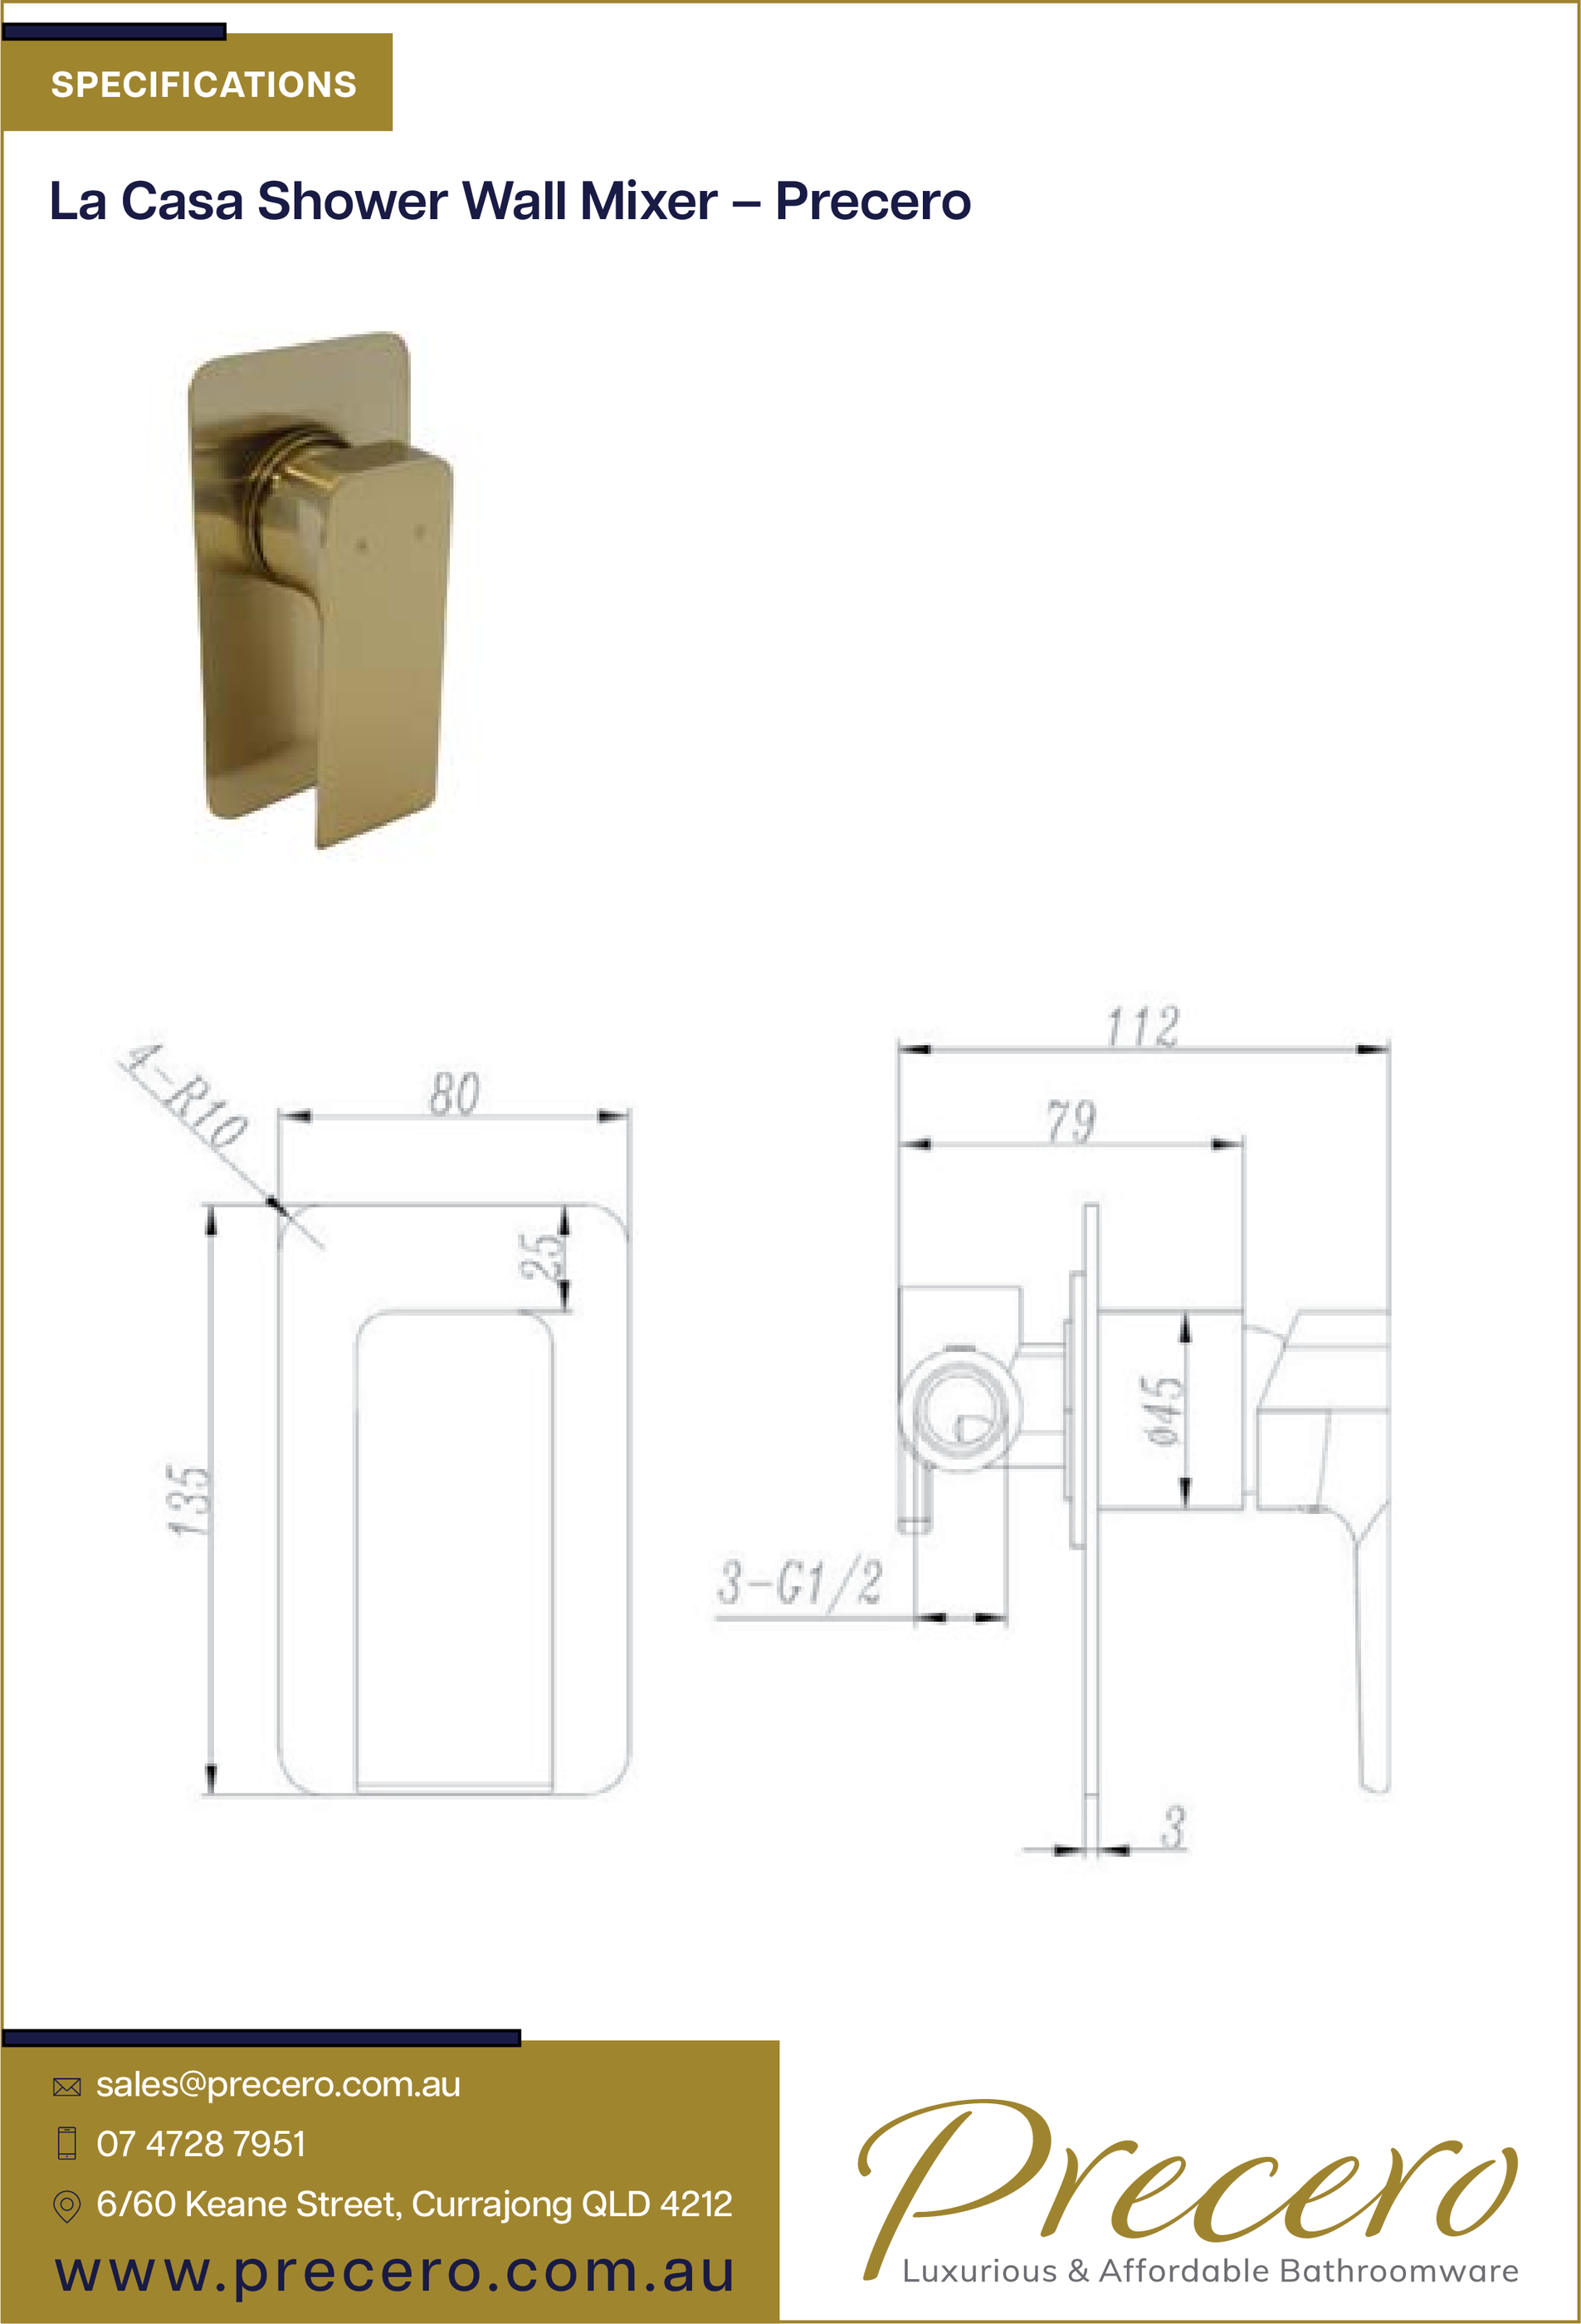 SPECIFICATIONS
La Casa Shower Wall Mixer – Precero
112
4-R10
80
79
25
ø45
135
3-G1/2
3
sales@precero.com.au
07 4728 7951
6/60 Keane Street, Currajong QLD 4212
www.precero.com.au
Precero
Luxurious & Affordable Bathroomware